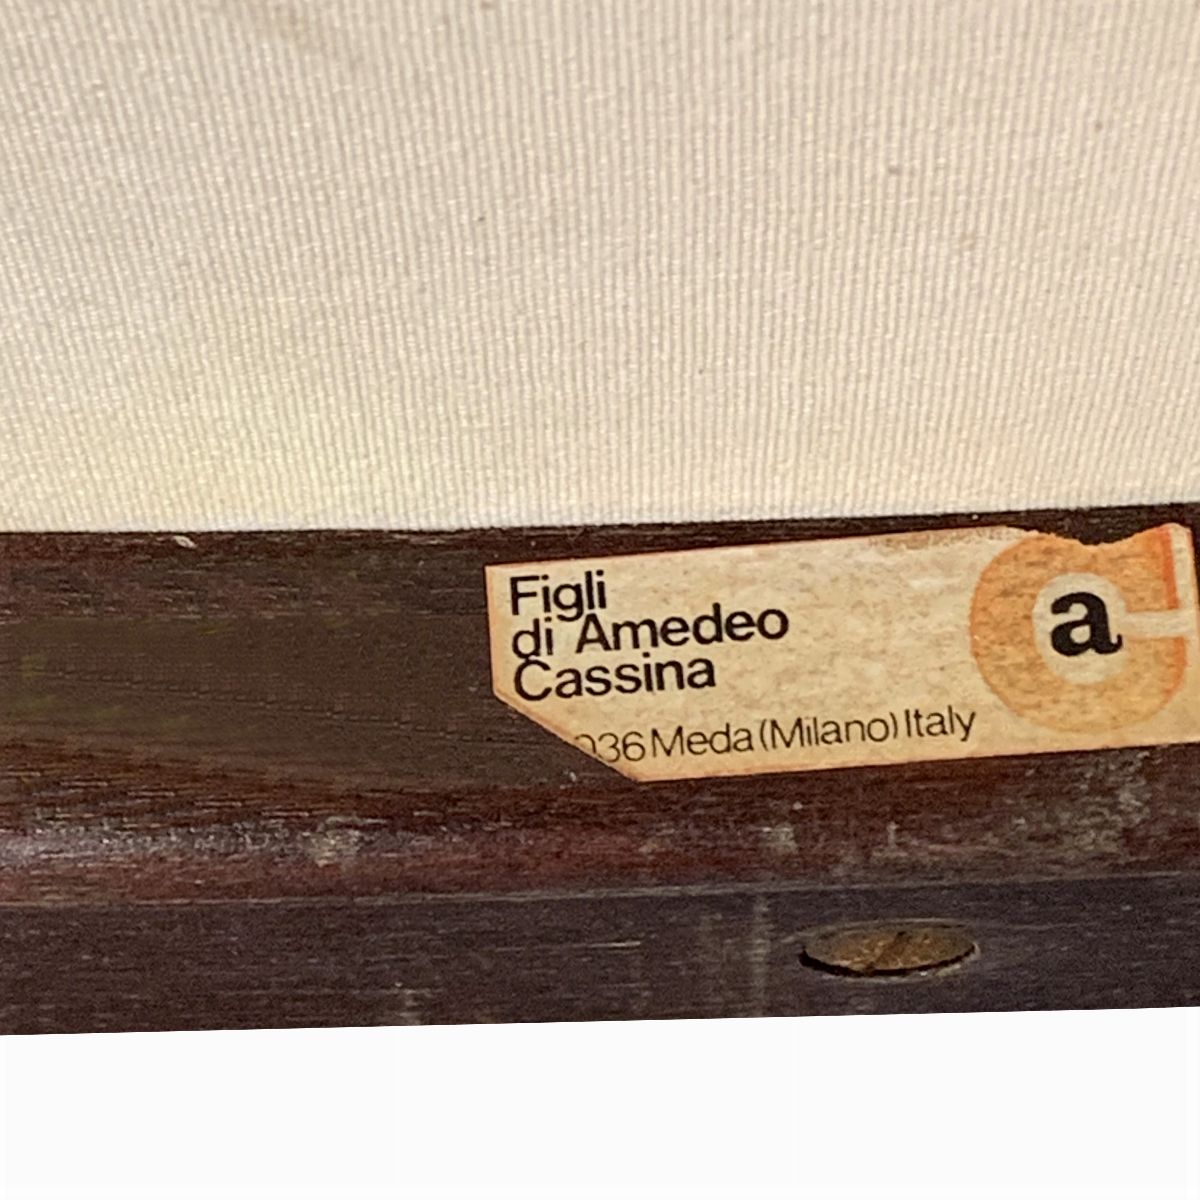 Figli
di Amedeo
Cassina
036 Meda (Milano) Italy
a